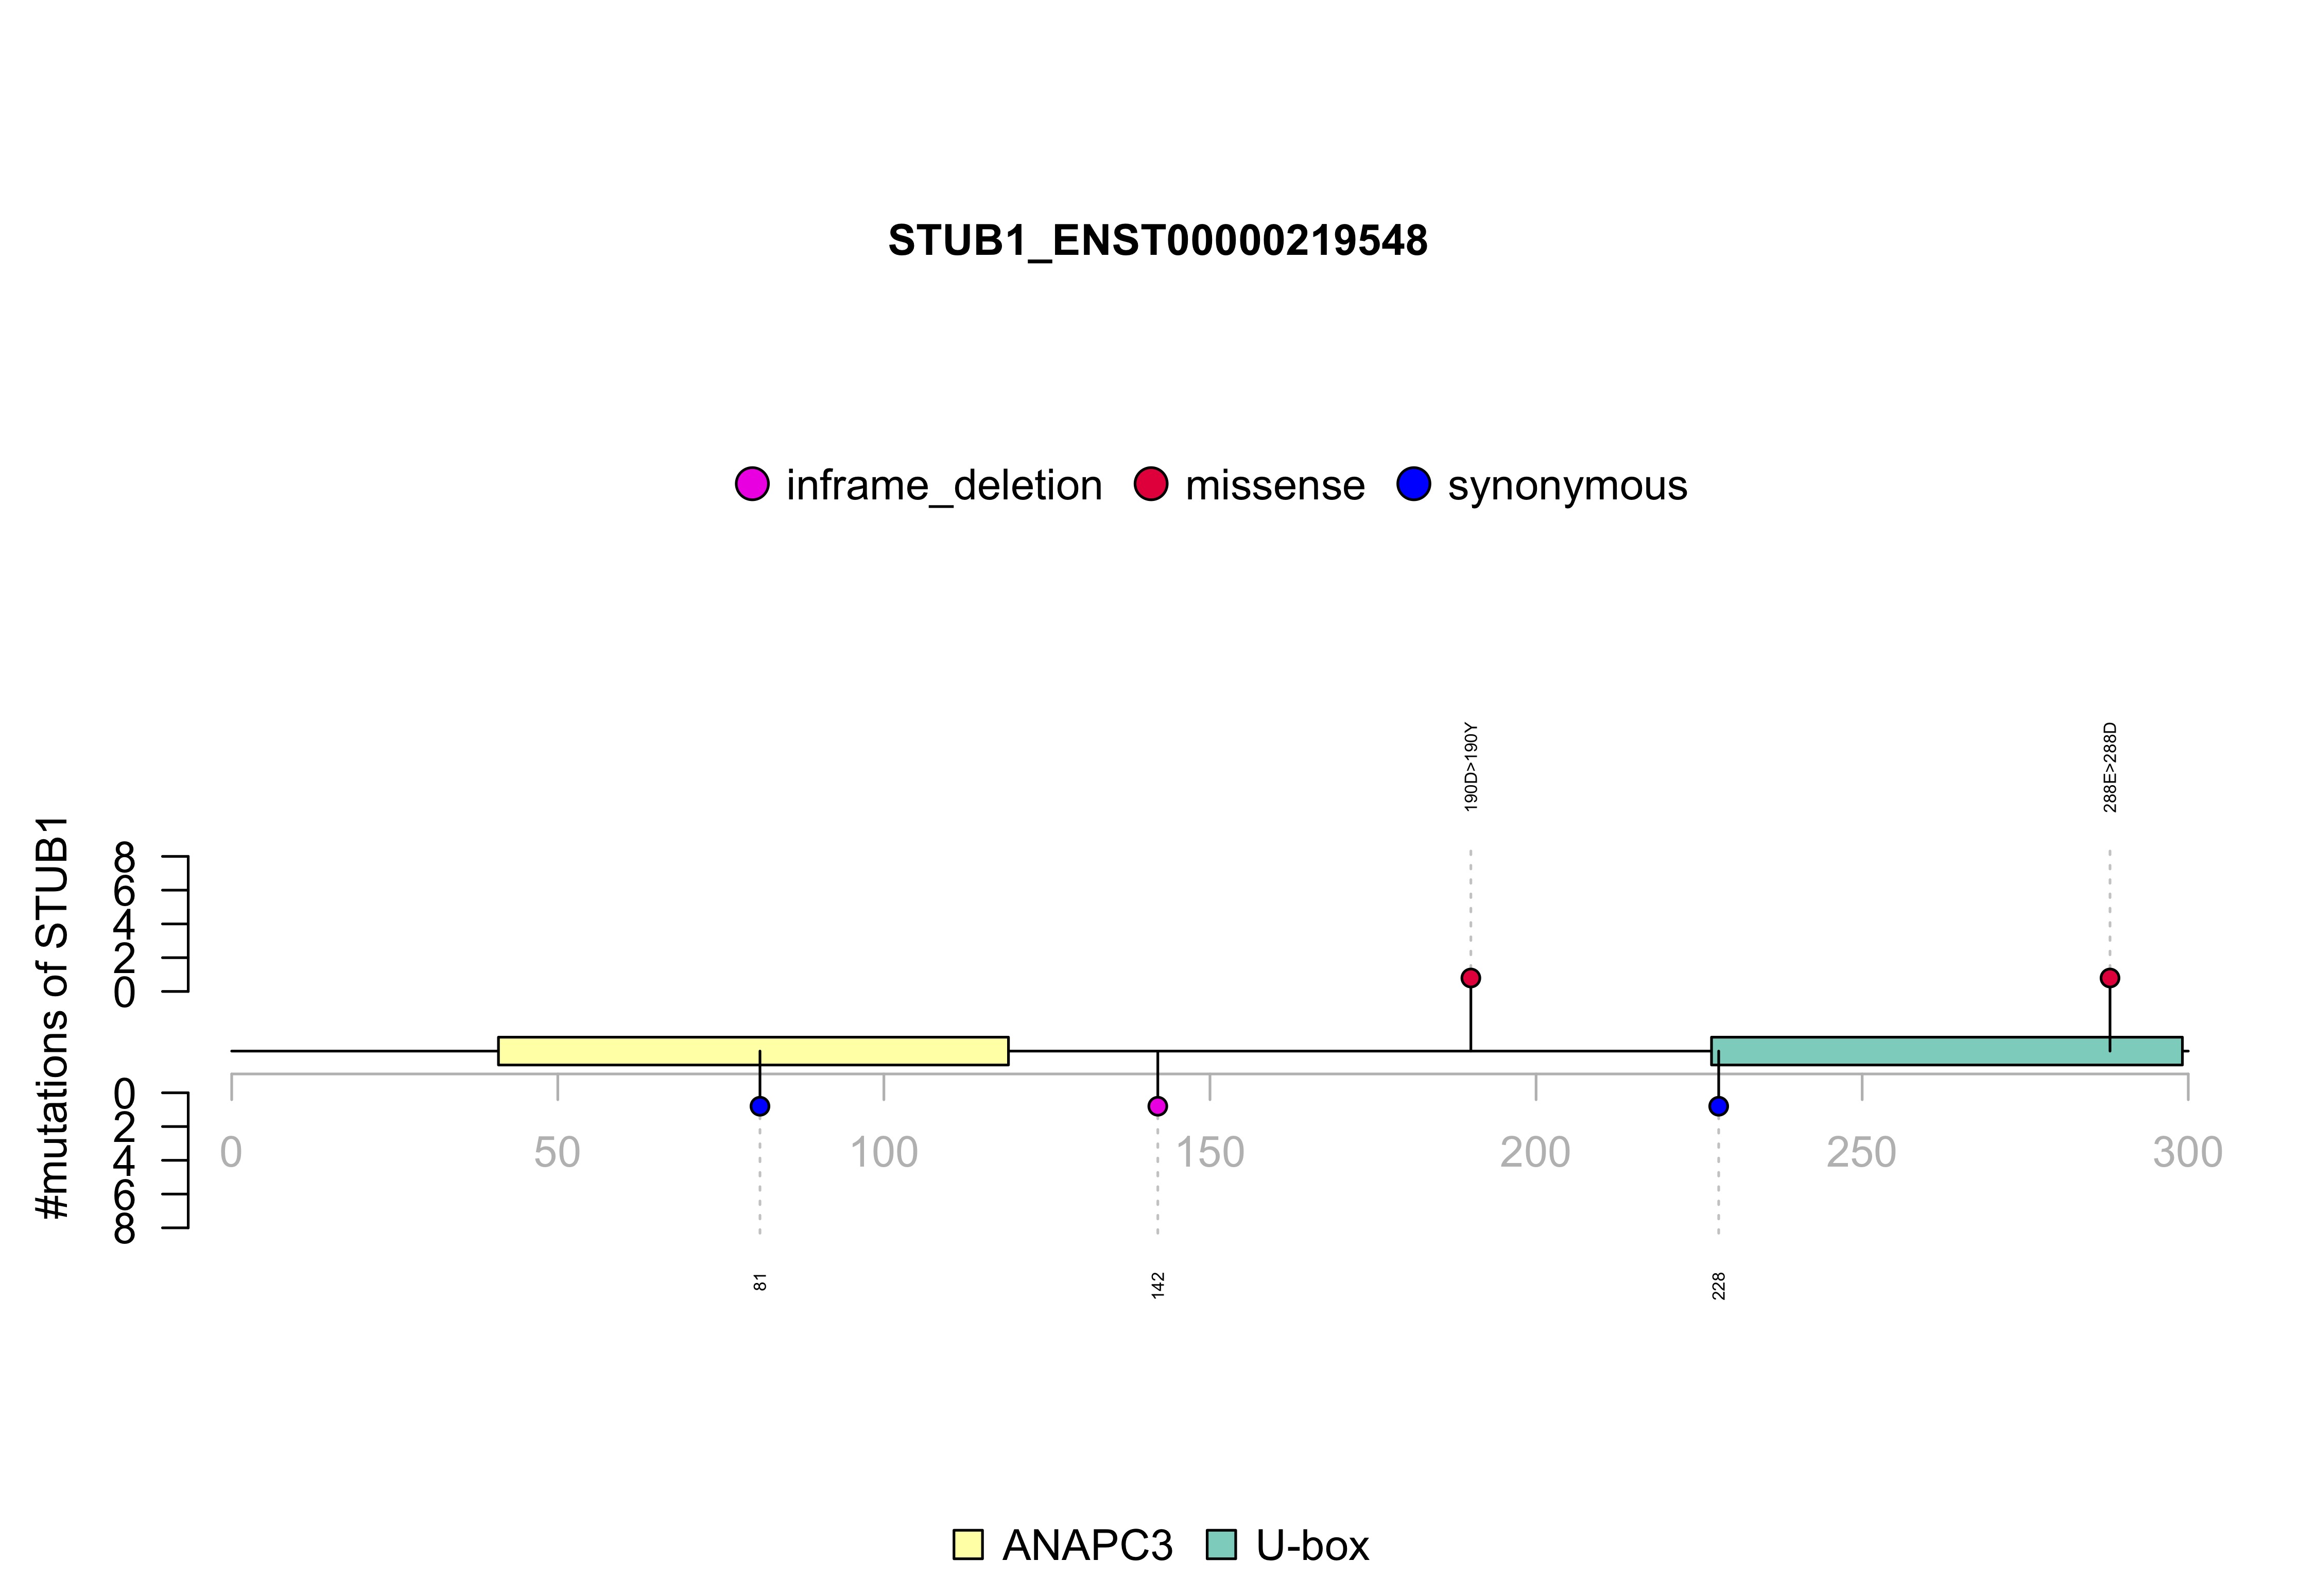 STUB1_ENST00000219548
inframe_deletion missense synonymous
190D>190Y 288E>288D
#mutations of STUB1
8
6
4
2
0
0
2
4
6
8
0 50 100 150 200 250 300
81 142 228
ANAPC3 U-box